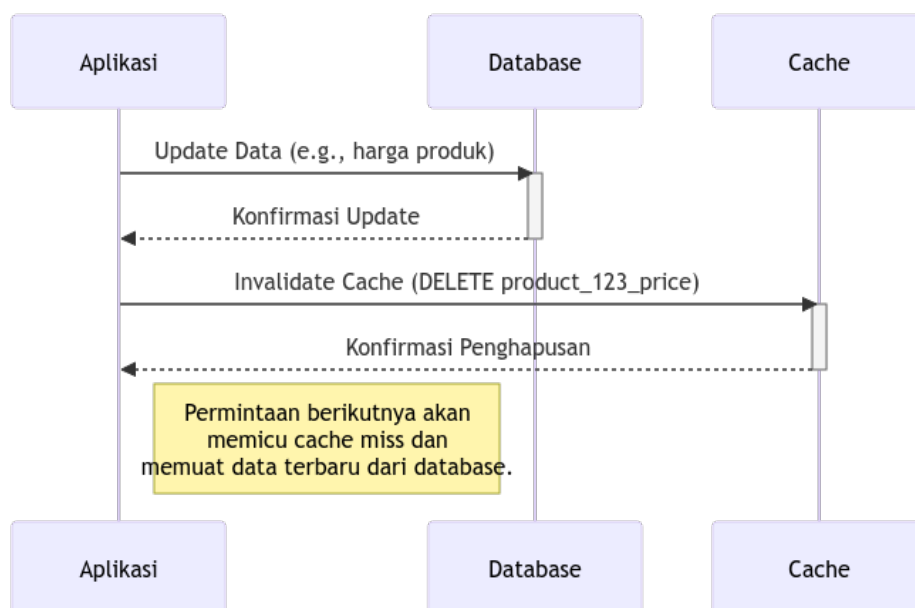 Aplikasi
Database
Cache
Update Data (e.g., harga produk)
Konfirmasi Update
Invalidate Cache (DELETE product_123_price)
Konfirmasi Penghapusan
Permintaan berikutnya akan
memicu cache miss dan
memuat data terbaru dari database.
Aplikasi
Database
Cache